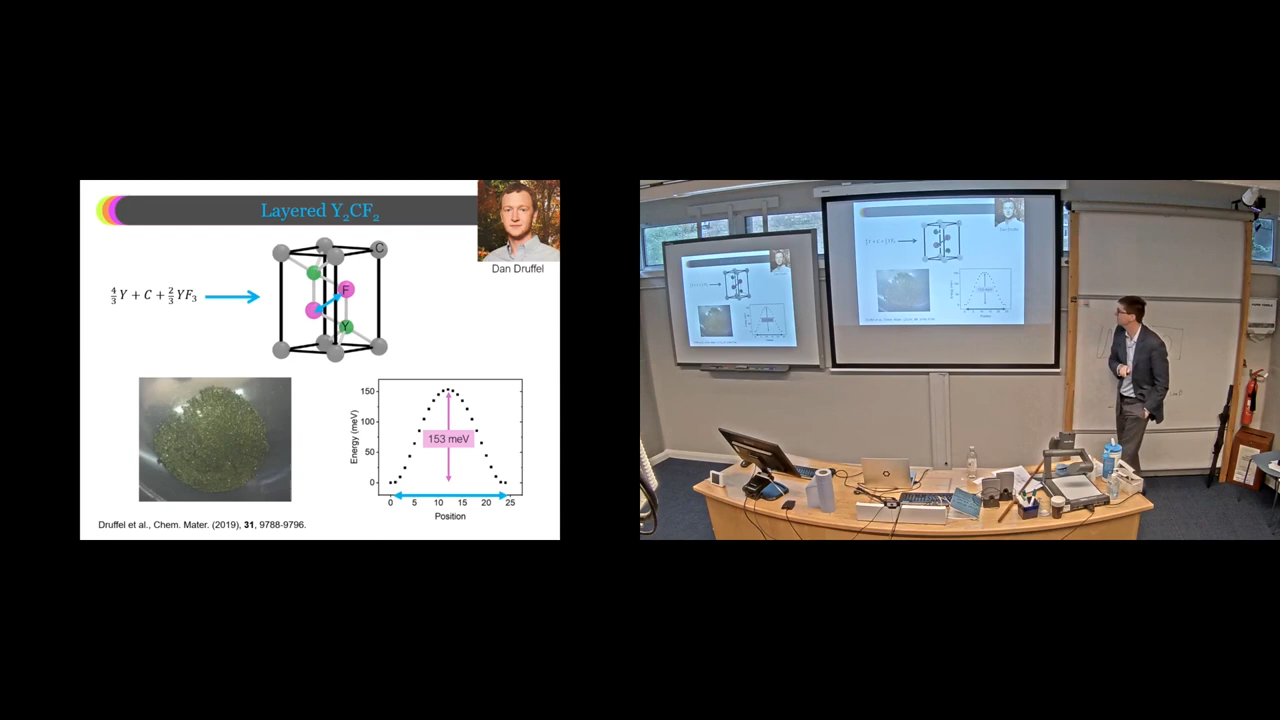 Layered Y₂CF₂
Dan Druffel
4/3 Y + C + 2/3 YF₃
C
F
Y
150
100
50
0
Energy (meV)
153 meV
0 5 10 15 20 25
Position
Druffel et al., Chem. Mater. (2019), 31, 9788-9796.